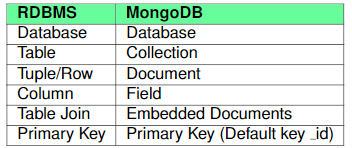 RDBMS MongoDB
Database Database
Table Collection
Tuple/Row Document
Column Field
Table Join Embedded Documents
Primary Key Primary Key (Default key _id)